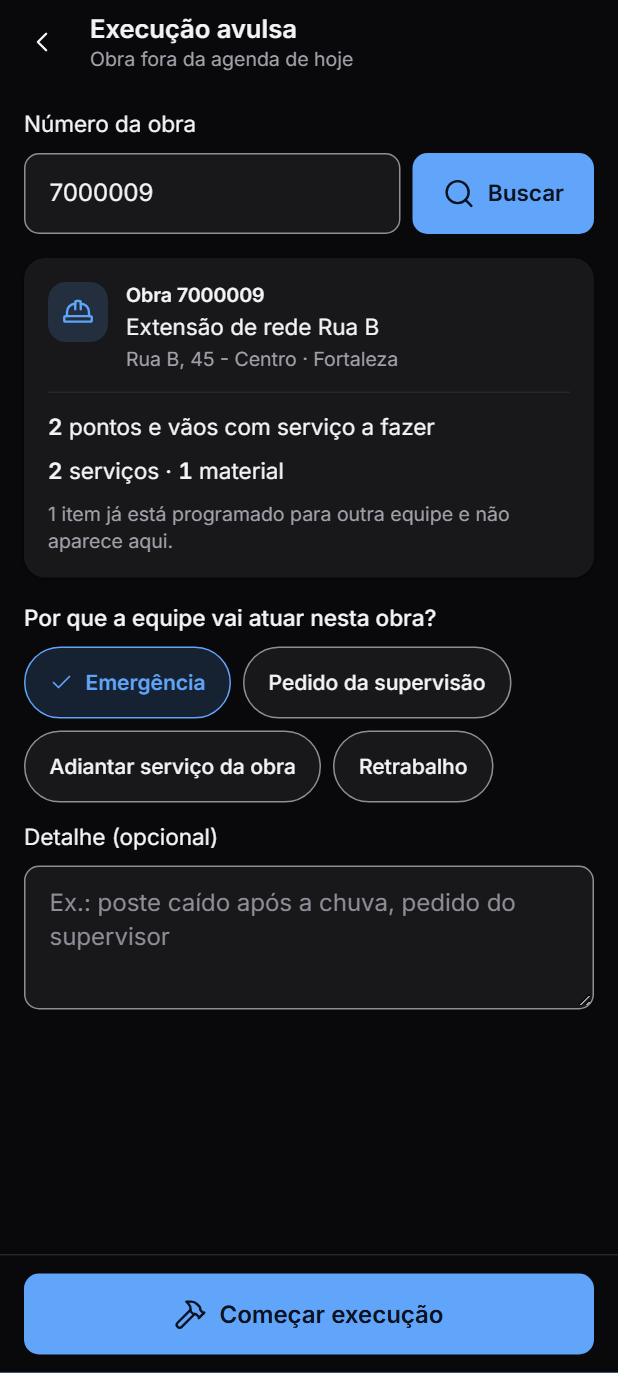 Execução avulsa
Obra fora da agenda de hoje
Número da obra
7000009
Buscar
Obra 7000009
Extensão de rede Rua B
Rua B, 45 - Centro · Fortaleza
2 pontos e vãos com serviço a fazer
2 serviços · 1 material
1 item já está programado para outra equipe e não
aparece aqui.
Por que a equipe vai atuar nesta obra?
Emergência
Pedido da supervisão
Adiantar serviço da obra
Retrabalho
Detalhe (opcional)
Ex.: poste caído após a chuva, pedido do
supervisor
Começar execução